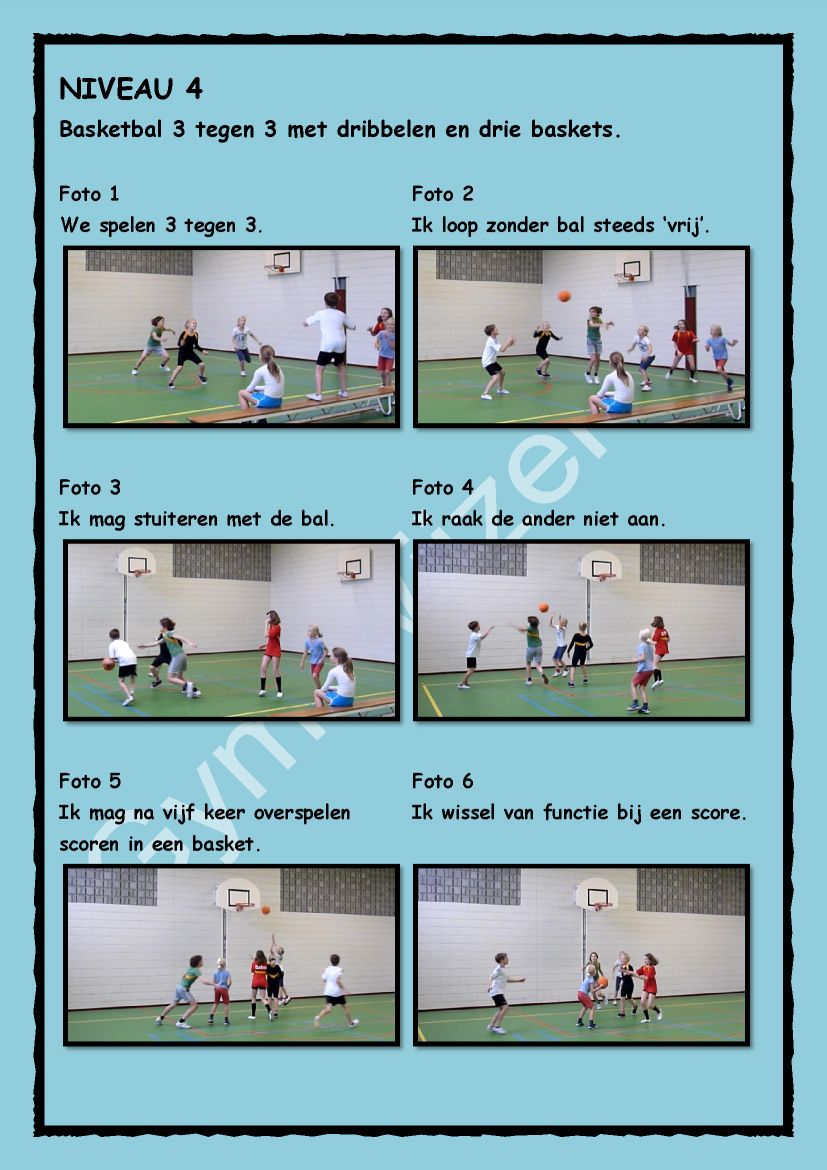 NIVEAU 4
Basketbal 3 tegen 3 met dribbelen en drie baskets.
Foto 1
We spelen 3 tegen 3.
Foto 2
Ik loop zonder bal steeds ‘vrij’.
Foto 3
Ik mag stuiteren met de bal.
Foto 4
Ik raak de ander niet aan.
Foto 5
Ik mag na vijf keer overspelen
scoren in een basket.
Foto 6
Ik wissel van functie bij een score.